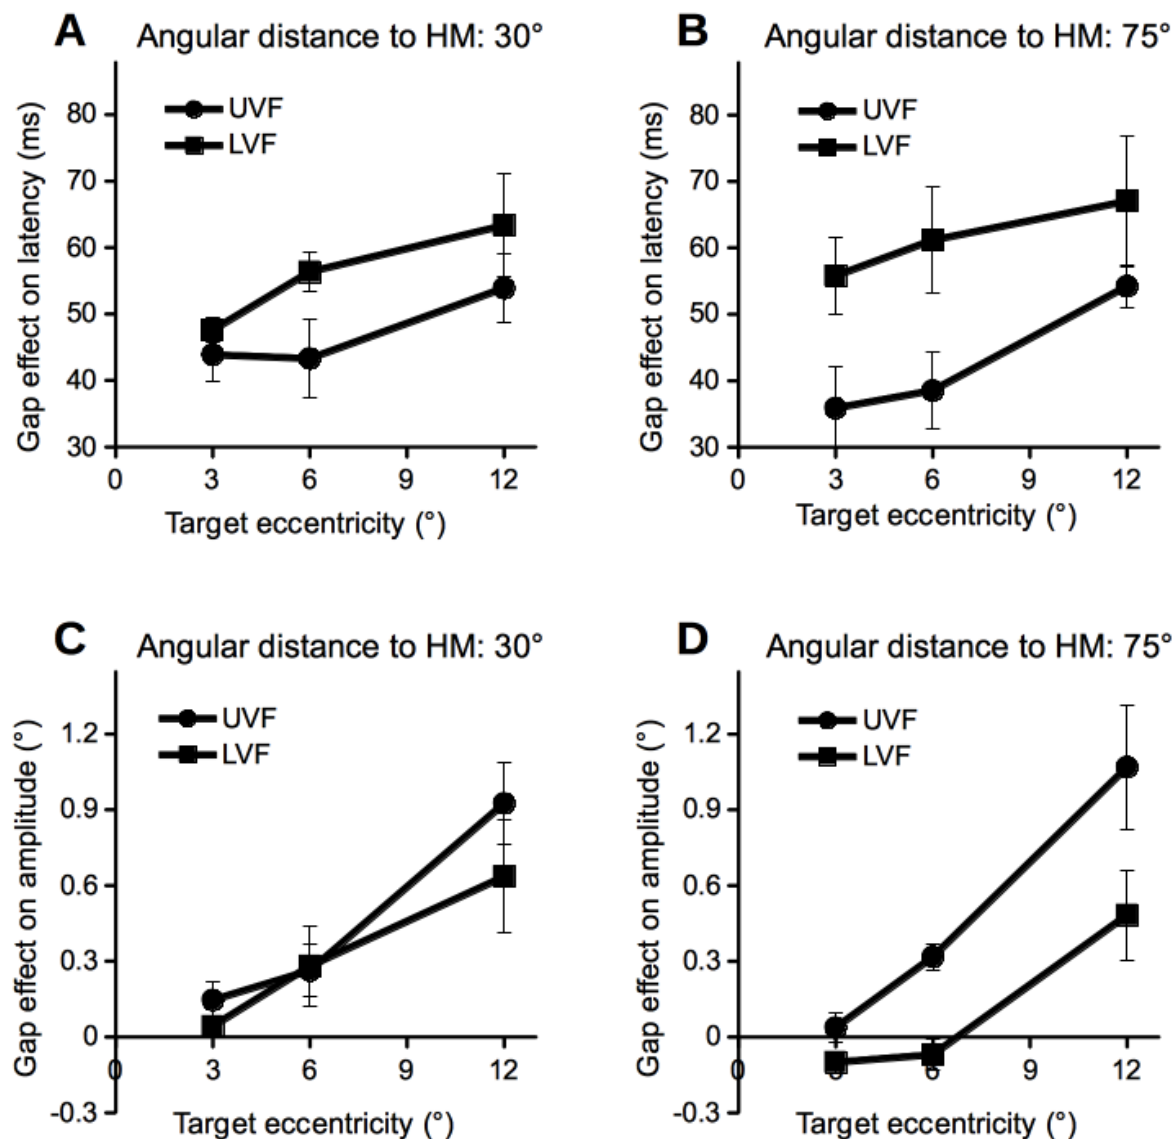 A Angular distance to HM: 30°
UVF
LVF
Gap effect on latency (ms)
80
70
60
50
40
30
0 3 6 9 12
Target eccentricity (°)
B Angular distance to HM: 75°
UVF
LVF
Gap effect on latency (ms)
80
70
60
50
40
30
0 3 6 9 12
Target eccentricity (°)
C Angular distance to HM: 30°
UVF
LVF
Gap effect on amplitude (°)
1.2
0.9
0.6
0.3
0
-0.3
0 3 6 9 12
Target eccentricity (°)
D Angular distance to HM: 75°
UVF
LVF
Gap effect on amplitude (°)
1.2
0.9
0.6
0.3
0
-0.3
0 3 6 9 12
Target eccentricity (°)